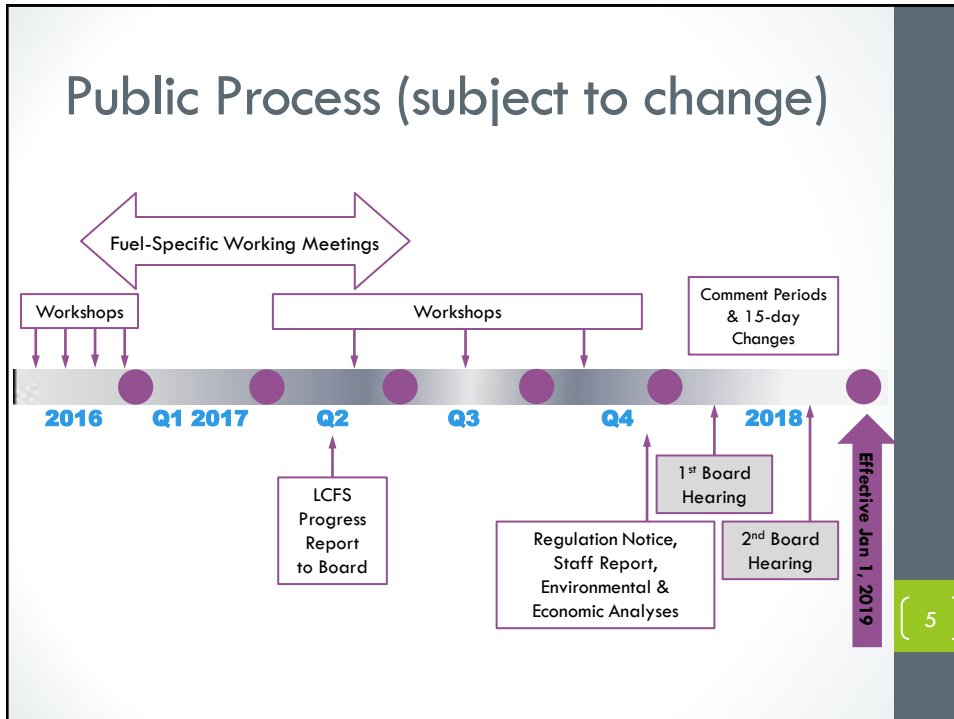 Public Process (subject to change)
Fuel-Specific Working Meetings
Workshops
Workshops
Comment Periods
& 15-day
Changes
2016
Q1 2017
Q2
Q3
Q4
2018
LCFS
Progress
Report
to Board
Regulation Notice,
Staff Report,
Environmental &
Economic Analyses
1st Board
Hearing
2nd Board
Hearing
Effective Jan 1, 2019
5